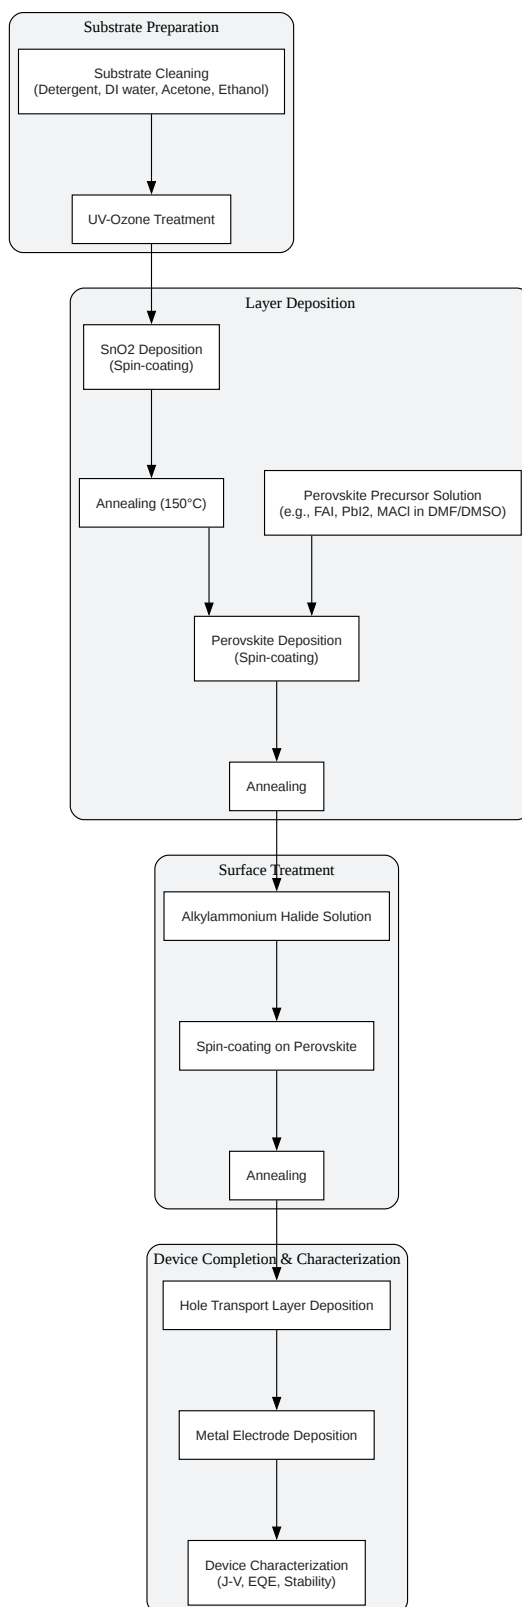 Substrate Preparation
Substrate Cleaning
(Detergent, DI water, Acetone, Ethanol)
UV-Ozone Treatment
Layer Deposition
SnO2 Deposition
(Spin-coating)
Annealing (150°C)
Perovskite Precursor Solution
(e.g., FAI, PbI2, MACl in DMF/DMSO)
Perovskite Deposition
(Spin-coating)
Annealing
Surface Treatment
Alkylammonium Halide Solution
Spin-coating on Perovskite
Annealing
Device Completion & Characterization
Hole Transport Layer Deposition
Metal Electrode Deposition
Device Characterization
(J-V, EQE, Stability)